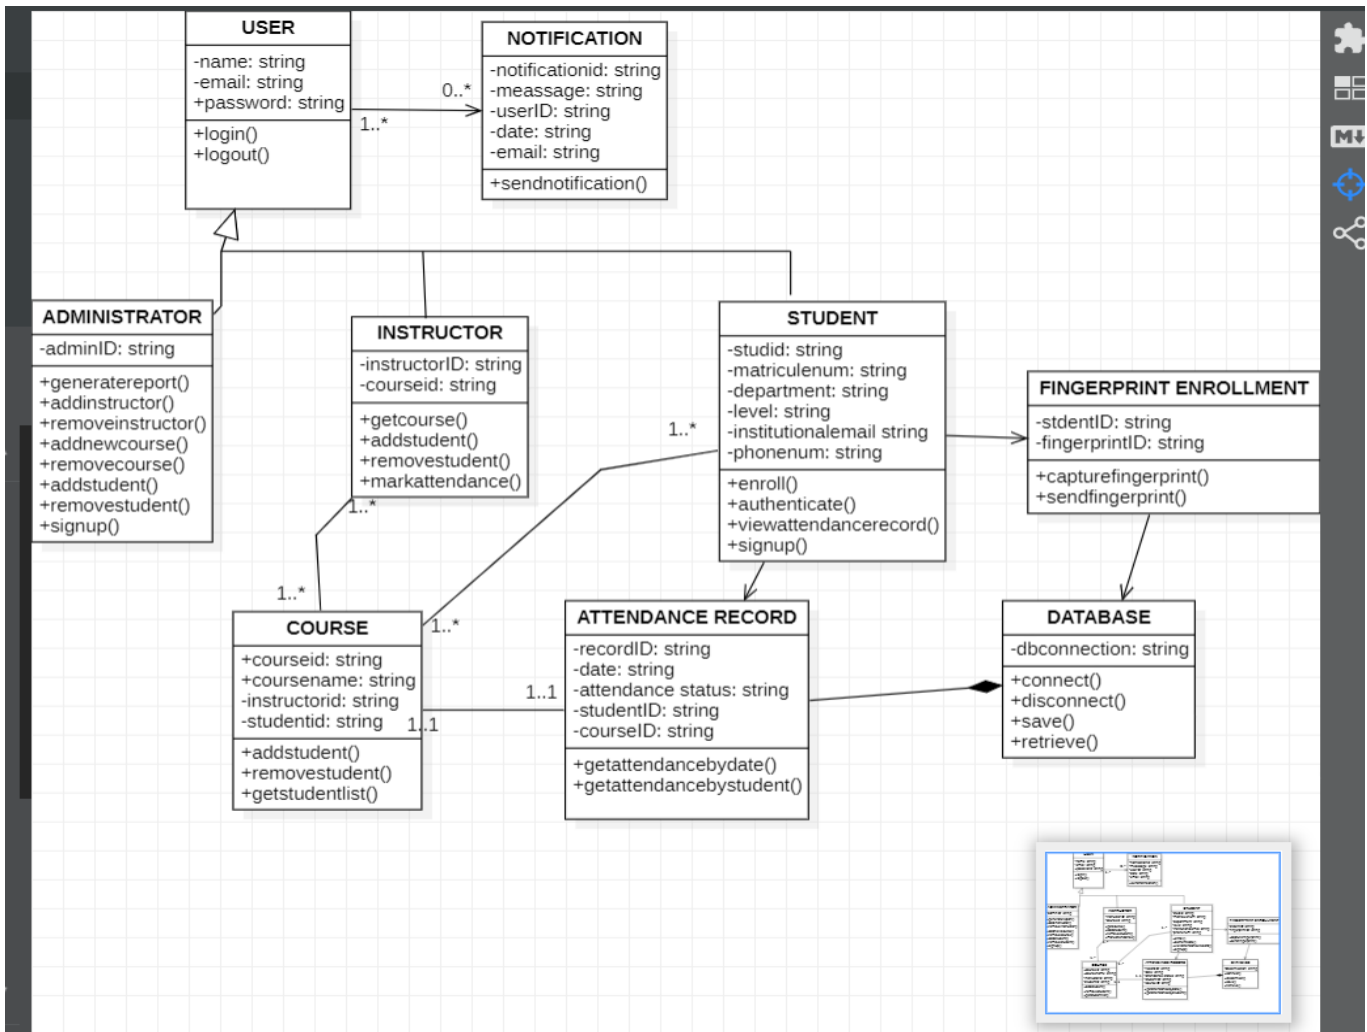 USER
-name: string
-email: string
+password: string
+login()
+logout()
NOTIFICATION
-notificationid: string
-meassage: string
-userID: string
-date: string
-email: string
+sendnotification()
0..*
1..*
ADMINISTRATOR
-adminID: string
+generatereport()
+addinstructor()
+removeinstructor()
+addnewcourse()
+removecourse()
+addstudent()
+removestudent()
+signup()
INSTRUCTOR
-instructorID: string
-courseid: string
+getcourse()
+addstudent()
+removestudent()
+markattendance()
1..*
1..*
STUDENT
-studid: string
-matriculenum: string
-department: string
-level: string
-institutionalemail string
-phonenum: string
+enroll()
+authenticate()
+viewattendancerecord()
+signup()
1..*
1..*
FINGERPRINT ENROLLMENT
-stdentID: string
-fingerprintID: string
+capturefingerprint()
+sendfingerprint()
COURSE
+courseid: string
+coursename: string
-instructorid: string
-studentid: string
+addstudent()
+removestudent()
+getstudentlist()
1..1
1..1
ATTENDANCE RECORD
-recordID: string
-date: string
-attendance status: string
-studentID: string
-courseID: string
+getattendancebydate()
+getattendancebystudent()
DATABASE
-dbconnection: string
+connect()
+disconnect()
+save()
+retrieve()
M